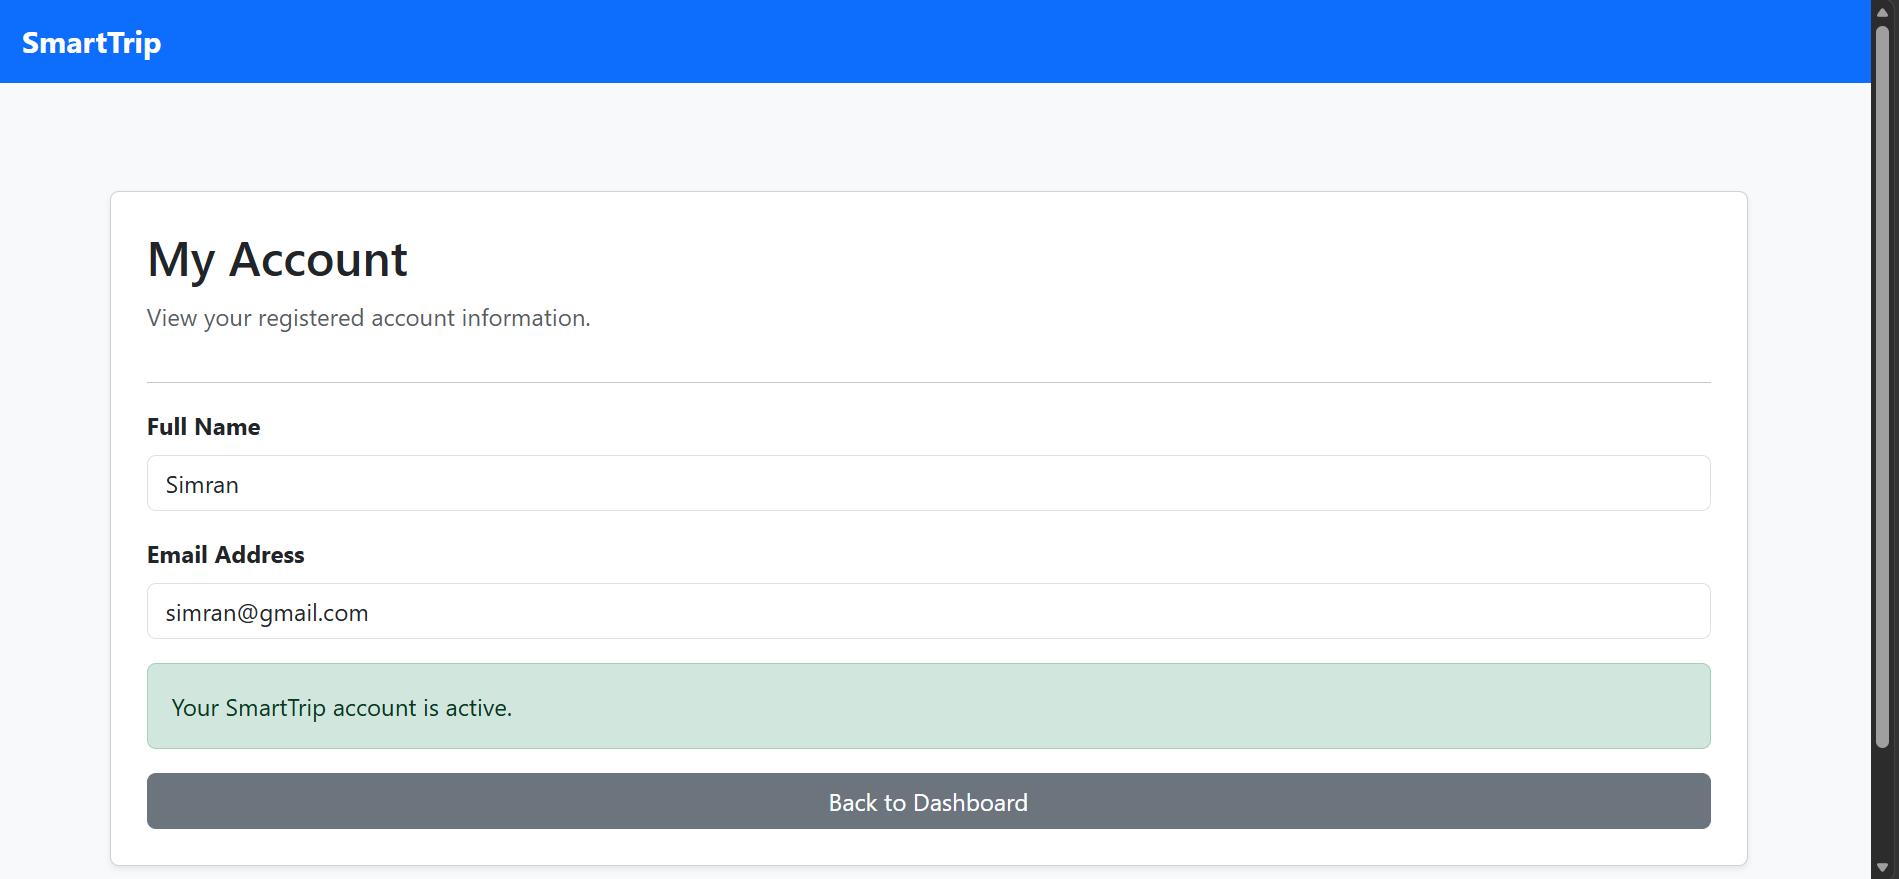 SmartTrip
My Account
View your registered account information.
Full Name
Simran
Email Address
simran@gmail.com
Your SmartTrip account is active.
Back to Dashboard